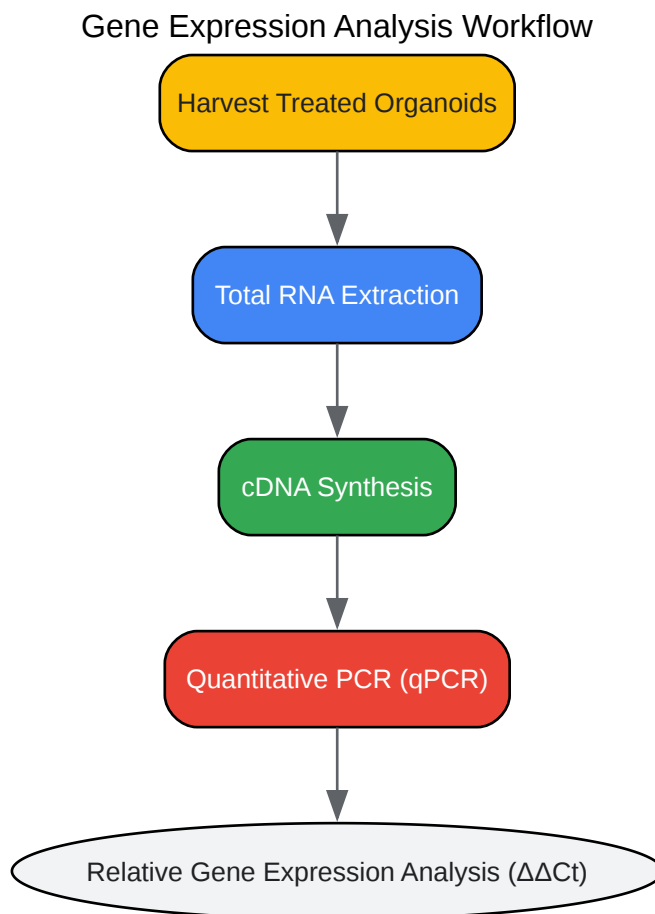 Gene Expression Analysis Workflow
Harvest Treated Organoids
Total RNA Extraction
cDNA Synthesis
Quantitative PCR (qPCR)
Relative Gene Expression Analysis (ΔΔCt)